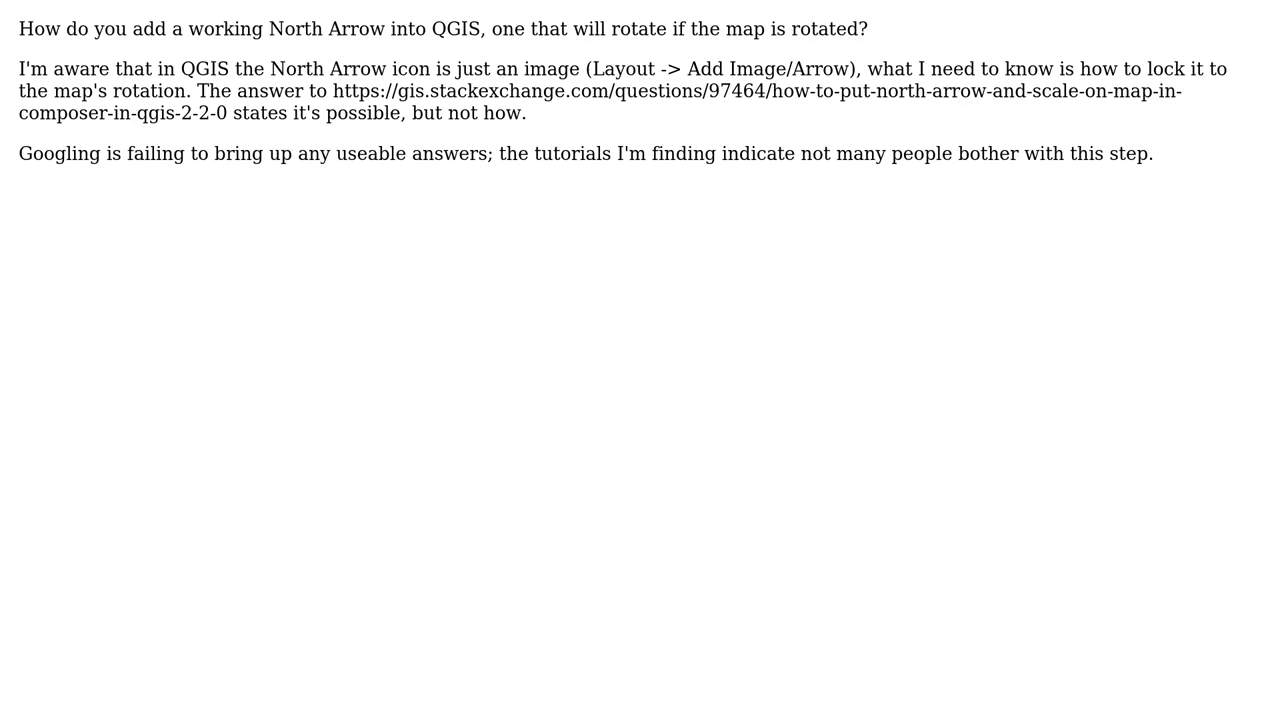 How do you add a working North Arrow into QGIS, one that will rotate if the map is rotated?
I'm aware that in QGIS the North Arrow icon is just an image (Layout -> Add Image/Arrow), what I need to know is how to lock it to
the map's rotation. The answer to https://gis.stackexchange.com/questions/97464/how-to-put-north-arrow-and-scale-on-map-in-
composer-in-qgis-2-2-0 states it's possible, but not how.
Googling is failing to bring up any useable answers; the tutorials I'm finding indicate not many people bother with this step.